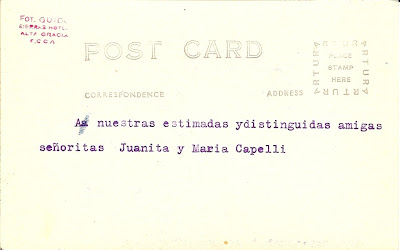 FOT. GUIDI
SIERRAS HOTEL
ALTA GRACIA
F.C.C.A.
POST CARD
ARTURA
PLACE
STAMP
HERE
CORRESPONDENCE
ADDRESS
Aa nuestras estimadas ydistinguidas amigas
señoritas Juanita y Maria Capelli